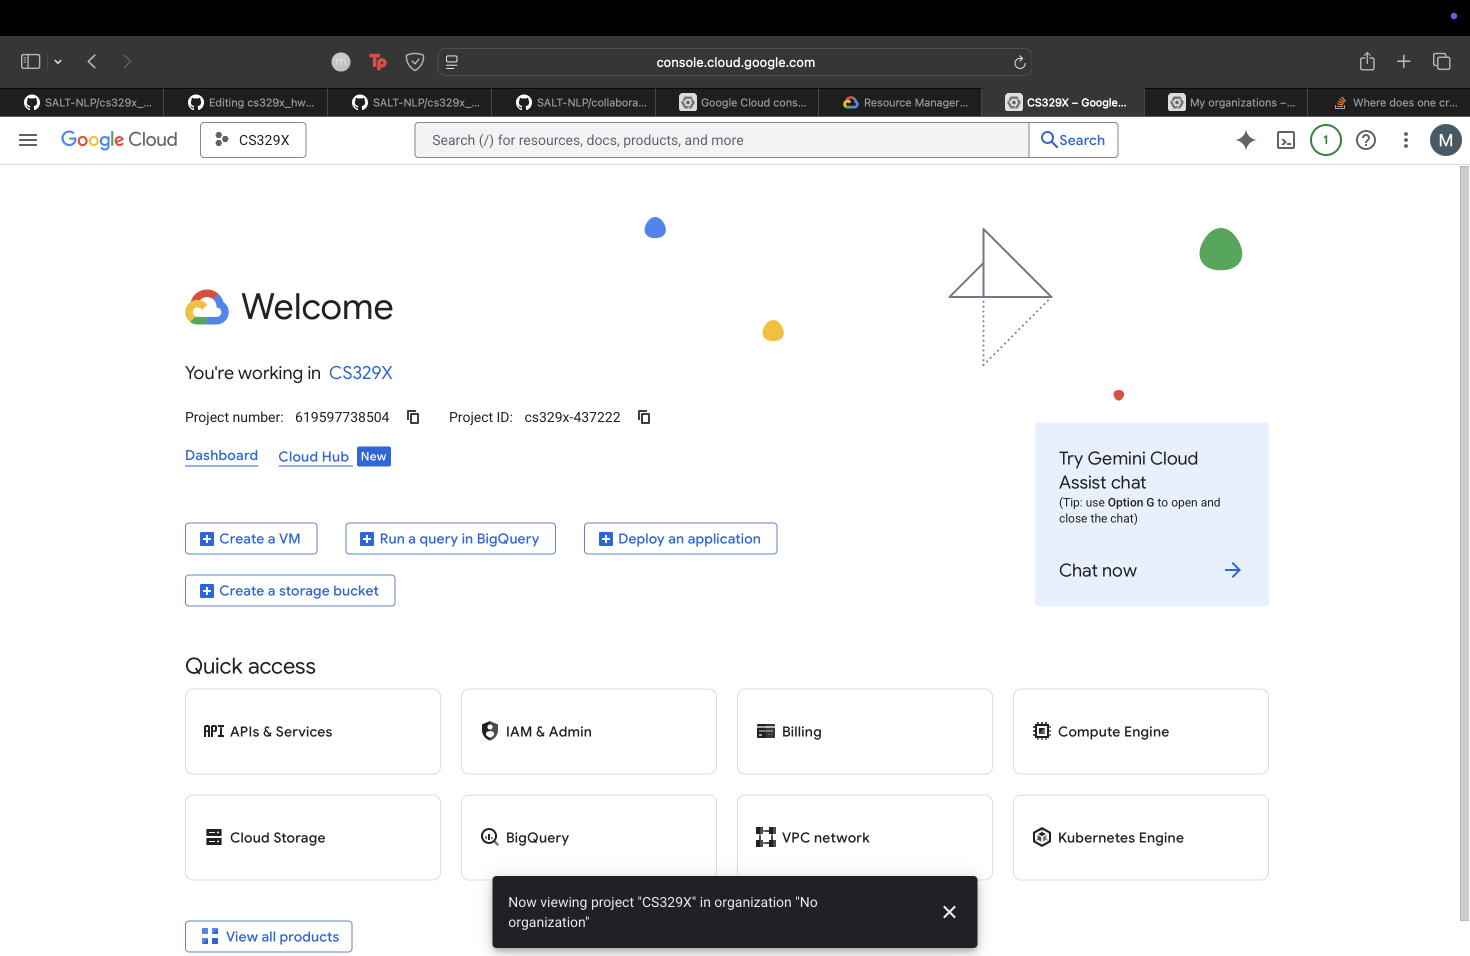 console.cloud.google.com
SALT-NLP/cs329x_...
Editing cs329x_hw...
SALT-NLP/cs329x_...
SALT-NLP/collabora...
Google Cloud cons...
Resource Manager...
CS329X – Google...
My organizations –...
Where does one cr...
Google Cloud
CS329X
Search (/) for resources, docs, products, and more
Search
1
M
Welcome
You're working in CS329X
Project number: 619597738504 Project ID: cs329x-437222
Dashboard Cloud Hub New
Create a VM
Run a query in BigQuery
Deploy an application
Create a storage bucket
Try Gemini Cloud
Assist chat
(Tip: use Option G to open and
close the chat)
Chat now
Quick access
API APIs & Services
IAM & Admin
Billing
Compute Engine
Cloud Storage
BigQuery
VPC network
Kubernetes Engine
Now viewing project "CS329X" in organization "No
organization"
View all products